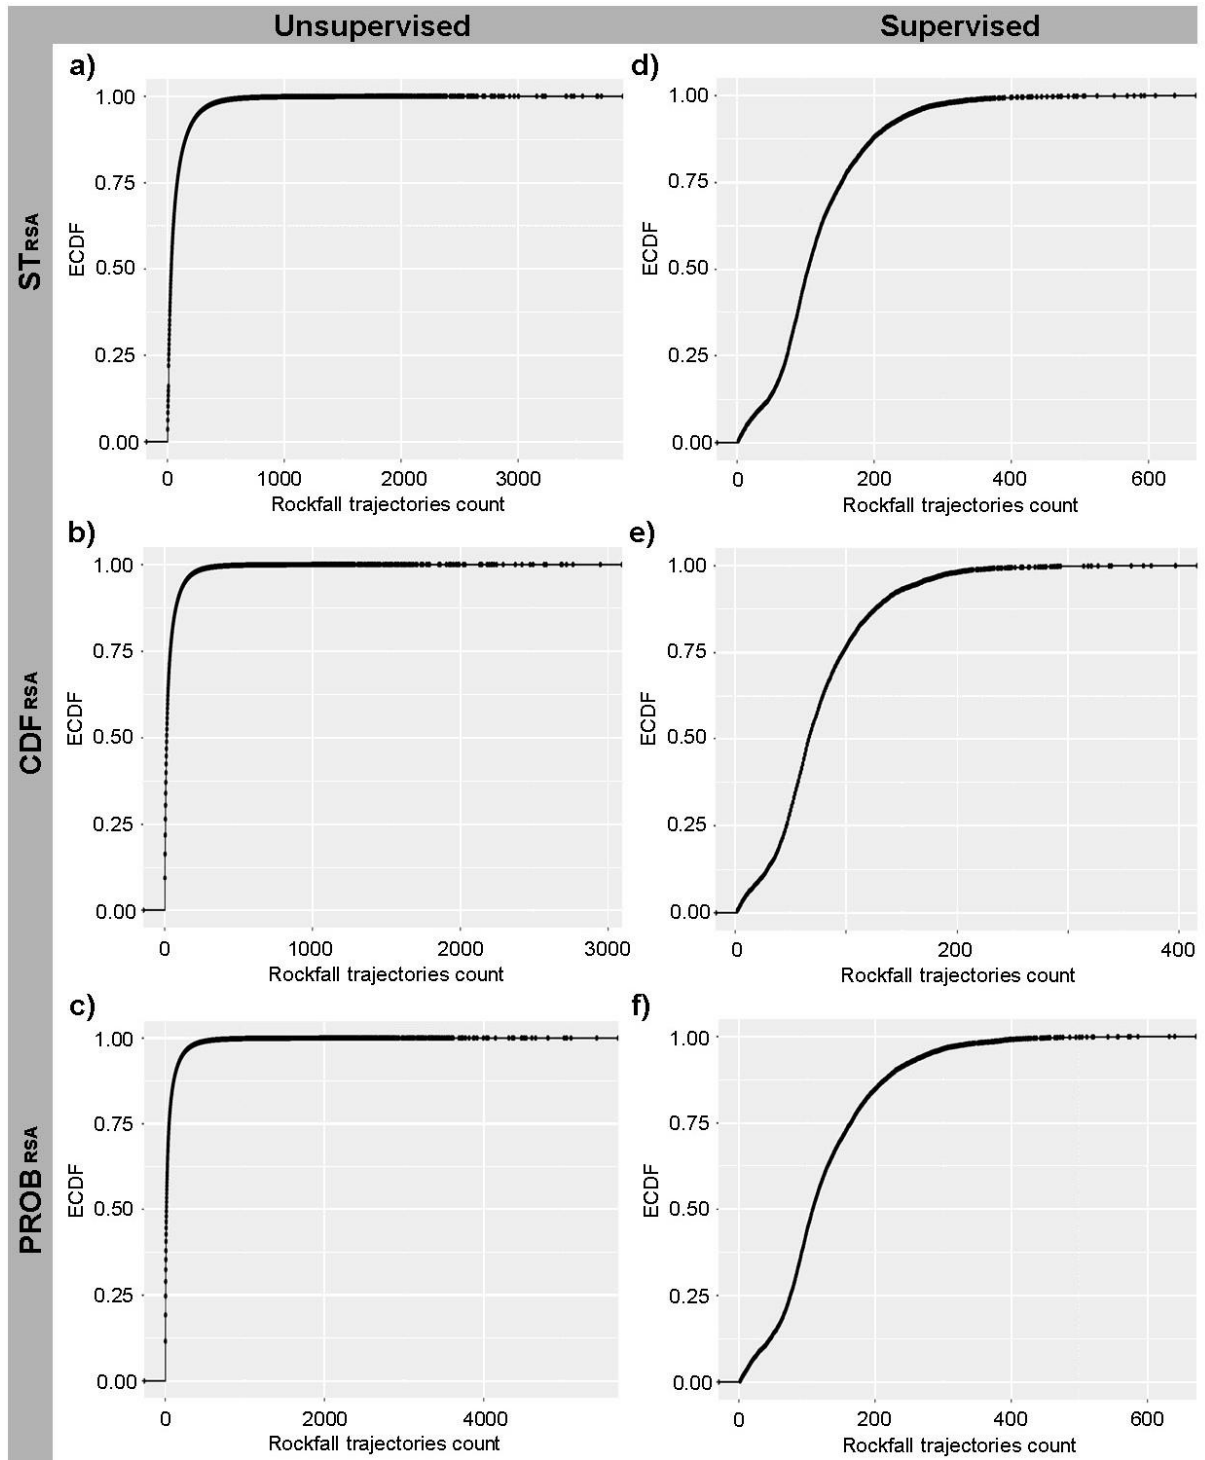 Unsupervised
Supervised
STRSA
CDF RSA
PROB RSA
a)
1.00
0.75
0.50
0.25
0.00
ECDF
0 1000 2000 3000
Rockfall trajectories count
d)
1.00
0.75
0.50
0.25
0.00
ECDF
0 200 400 600
Rockfall trajectories count
b)
1.00
0.75
0.50
0.25
0.00
ECDF
0 1000 2000 3000
Rockfall trajectories count
e)
1.00
0.75
0.50
0.25
0.00
ECDF
0 200 400
Rockfall trajectories count
c)
1.00
0.75
0.50
0.25
0.00
ECDF
0 2000 4000
Rockfall trajectories count
f)
1.00
0.75
0.50
0.25
0.00
ECDF
0 200 400 600
Rockfall trajectories count